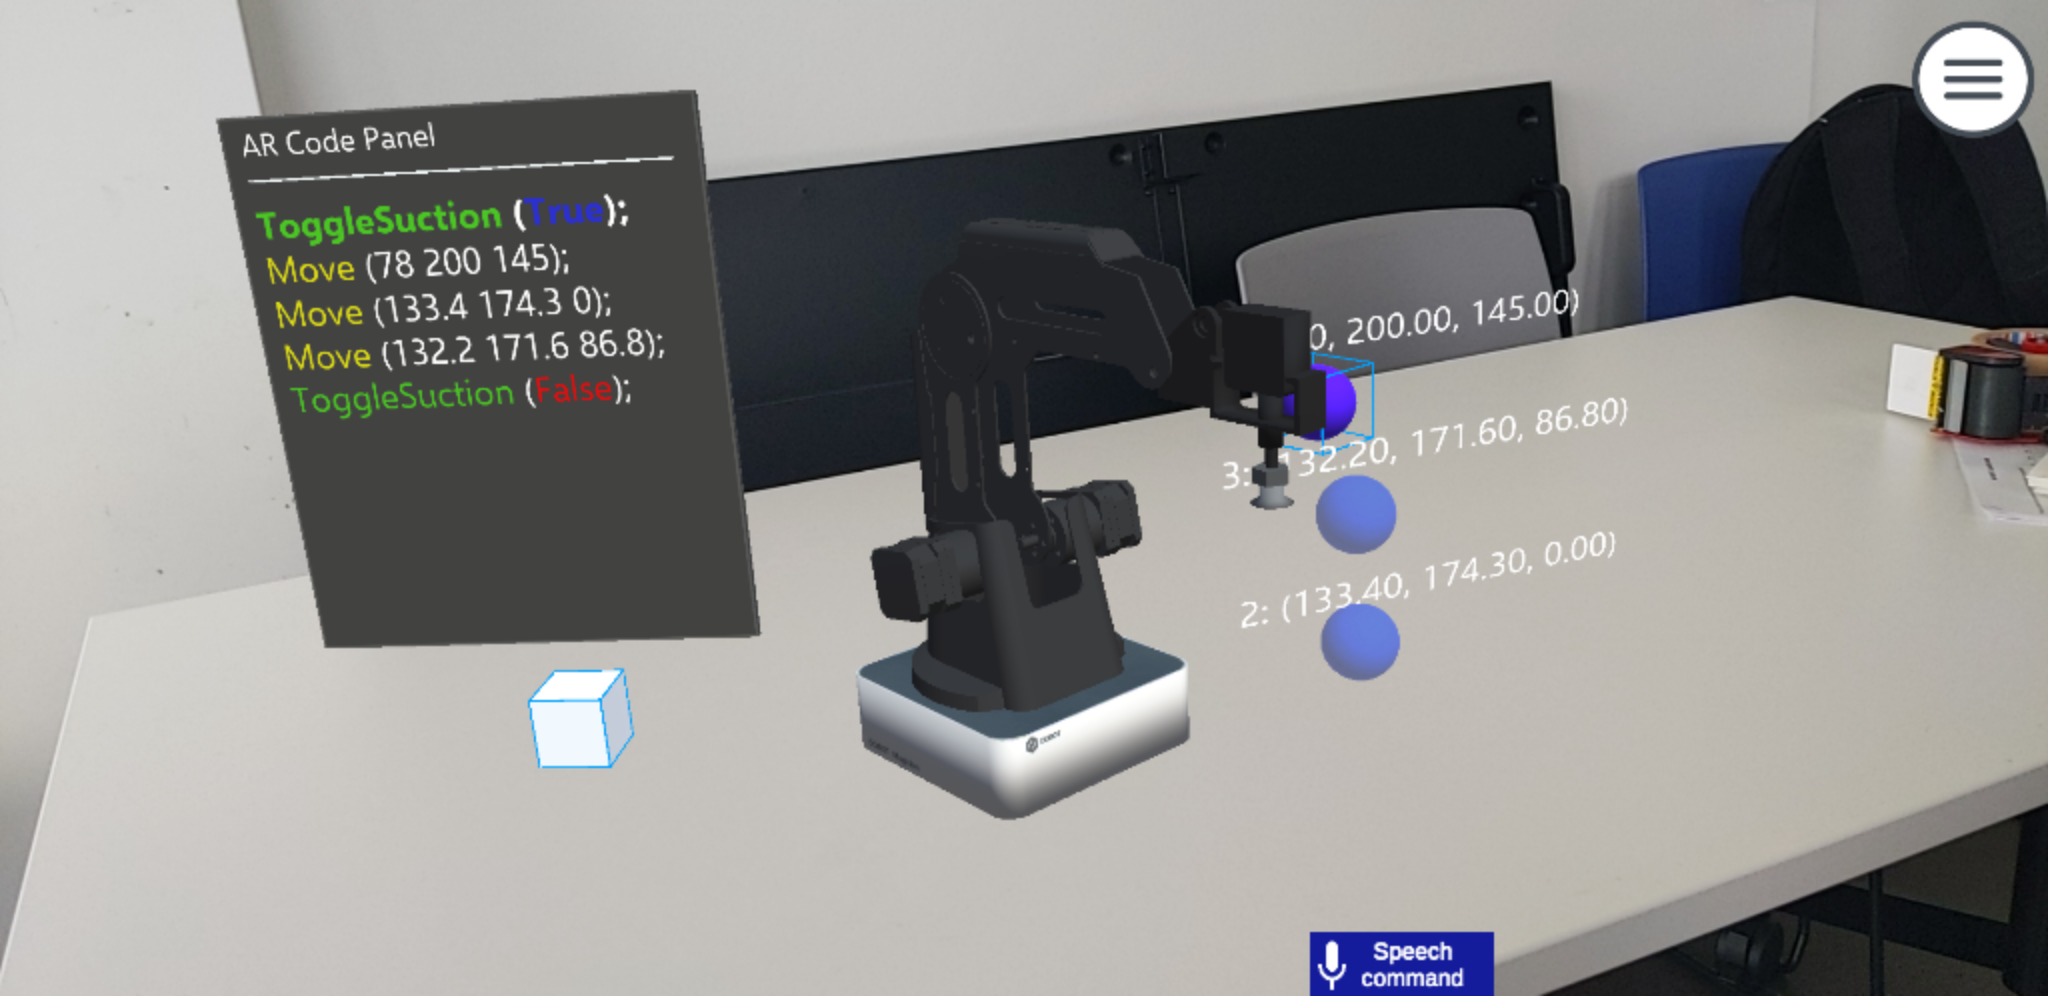 AR Code Panel
ToggleSuction (True);
Move (78 200 145);
Move (133.4 174.3 0);
Move (132.2 171.6 86.8);
ToggleSuction (False);
0, 200.00, 145.00)
3: (132.20, 171.60, 86.80)
2: (133.40, 174.30, 0.00)
DOBOT
Speech
command